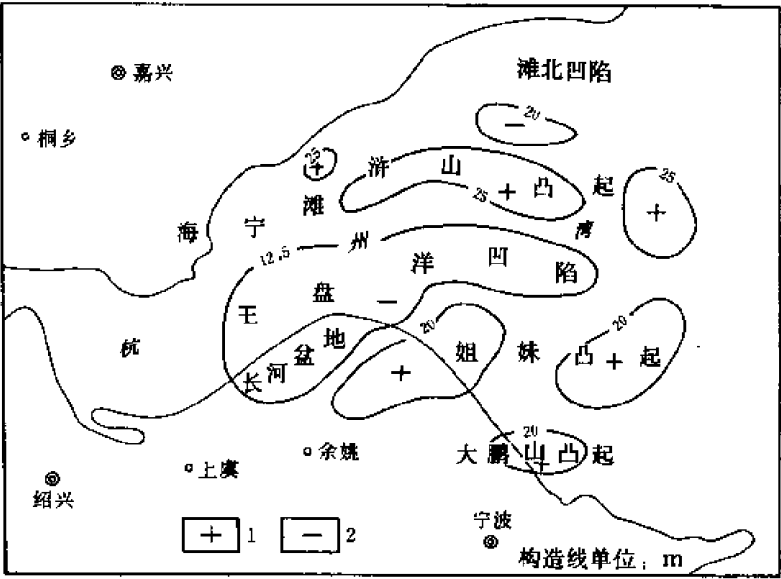 嘉兴
滩北凹陷
桐乡
20
25
浒山凸起
25
25
海宁滩
杭州湾
12.5
王盘洋凹陷
20
20
姐妹凸起
长河盆地
20
大鹏山凸起
余姚
上虞
绍兴
宁波
1
2
构造线单位：m